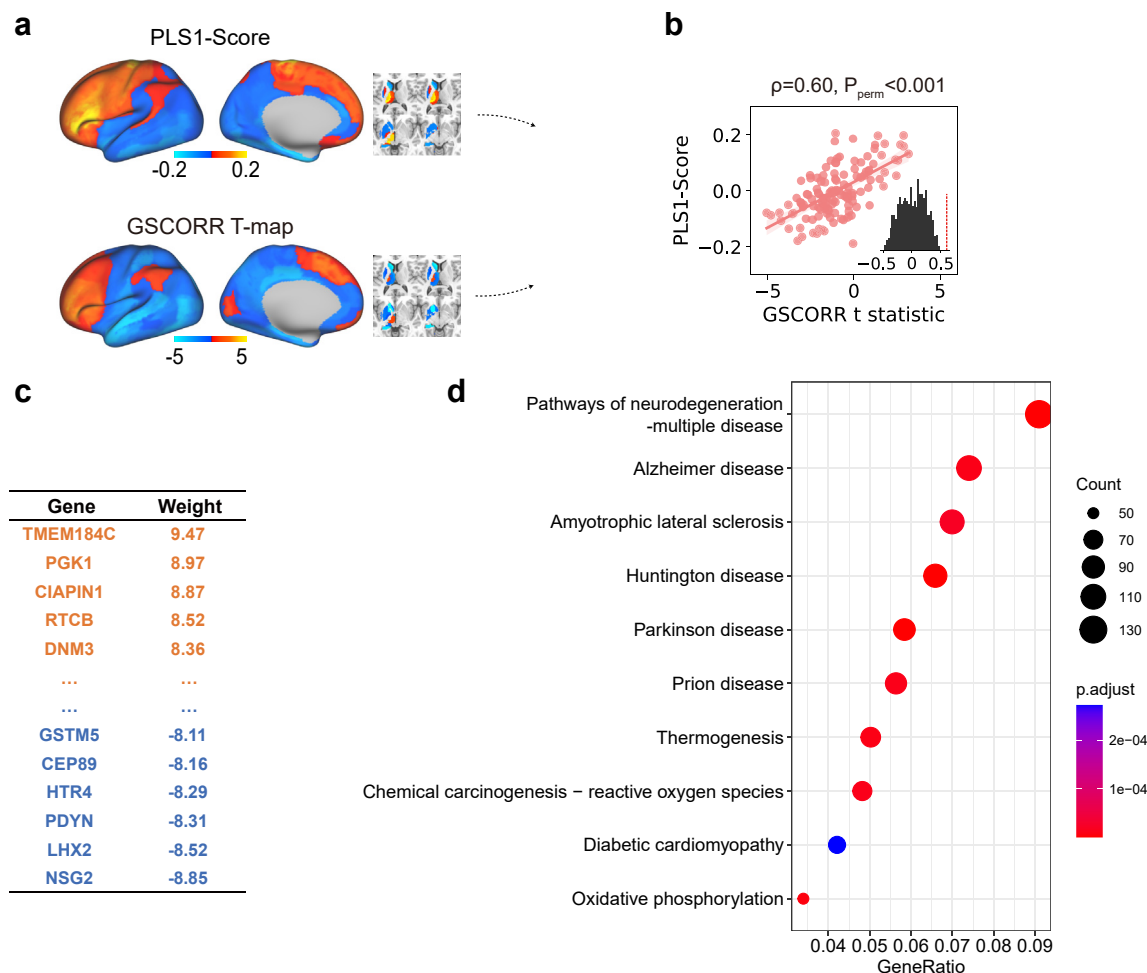 a
PLS1-Score
-0.2 0.2
GSCORR T-map
-5 5
b
ρ=0.60, Pperm<0.001
PLS1-Score
0.2
0.0
−0.2
−0.5 0 0.5
−5 0 5
GSCORR t statistic
c
Gene Weight
TMEM184C 9.47
PGK1 8.97
CIAPIN1 8.87
RTCB 8.52
DNM3 8.36
... ...
... ...
GSTM5 -8.11
CEP89 -8.16
HTR4 -8.29
PDYN -8.31
LHX2 -8.52
NSG2 -8.85
d
Pathways of neurodegeneration
-multiple disease
Alzheimer disease
Amyotrophic lateral sclerosis
Huntington disease
Parkinson disease
Prion disease
Thermogenesis
Chemical carcinogenesis − reactive oxygen species
Diabetic cardiomyopathy
Oxidative phosphorylation
0.04 0.05 0.06 0.07 0.08 0.09
GeneRatio
Count
50
70
90
110
130
p.adjust
2e−04
1e−04